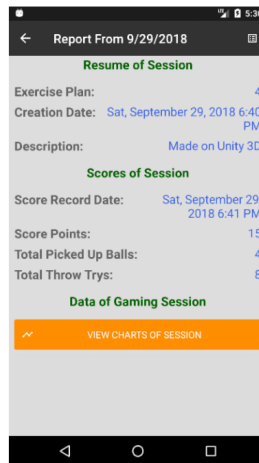 5:30
Report From 9/29/2018
Resume of Session
Exercise Plan: 4
Creation Date: Sat, September 29, 2018 6:40
PM
Description: Made on Unity 3D
Scores of Session
Score Record Date: Sat, September 29
2018 6:41 PM
Score Points: 15
Total Picked Up Balls: 4
Total Throw Trys: 8
Data of Gaming Session
VIEW CHARTS OF SESSION